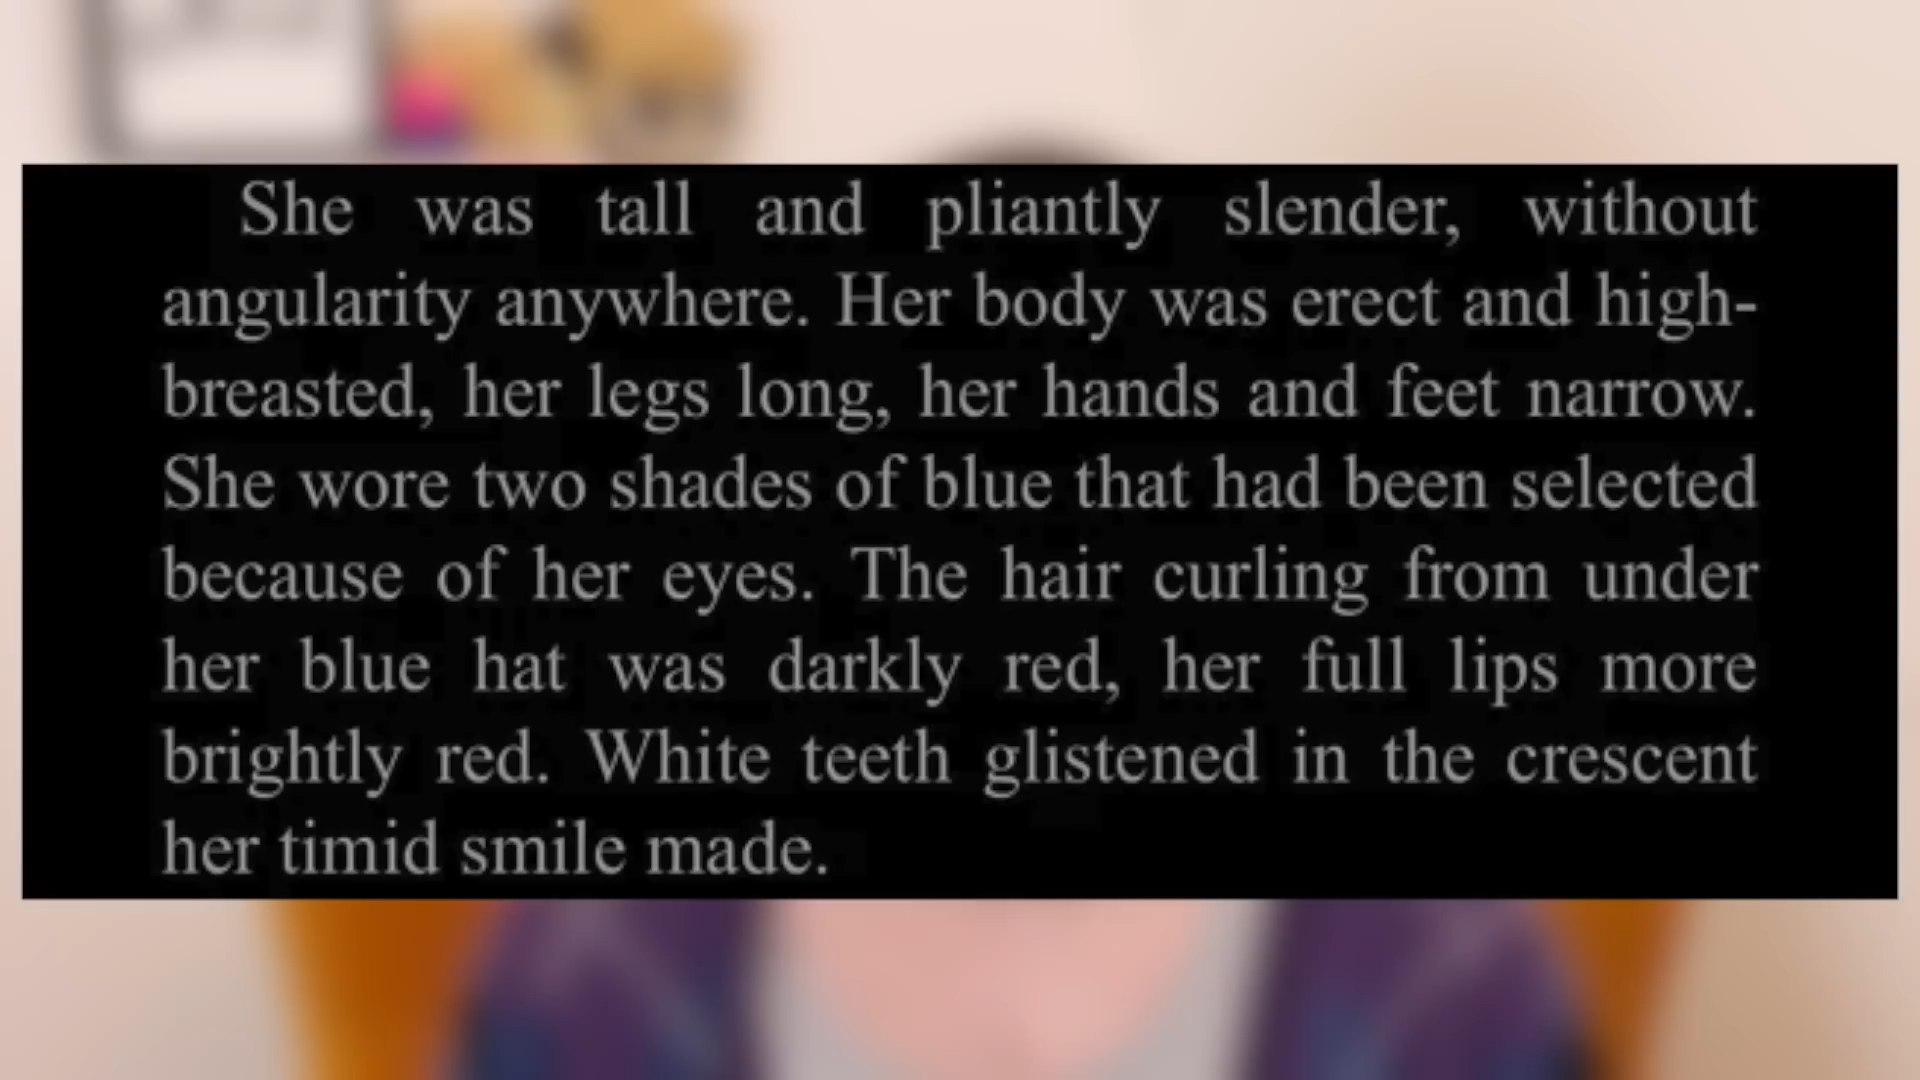 She was tall and pliantly slender, without
angularity anywhere. Her body was erect and high-
breasted, her legs long, her hands and feet narrow.
She wore two shades of blue that had been selected
because of her eyes. The hair curling from under
her blue hat was darkly red, her full lips more
brightly red. White teeth glistened in the crescent
her timid smile made.